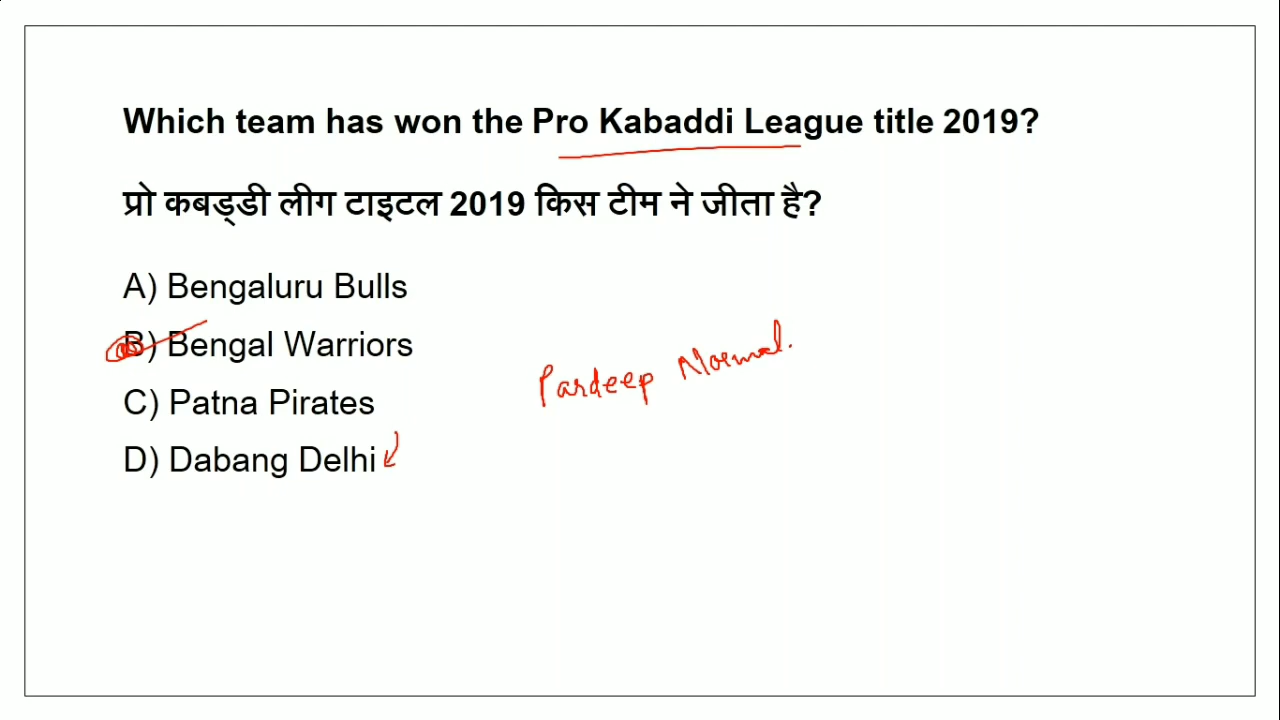 Which team has won the Pro Kabaddi League title 2019?
प्रो कबड्डी लीग टाइटल 2019 किस टीम ने जीता है?
A) Bengaluru Bulls
B) Bengal Warriors
C) Patna Pirates
D) Dabang Delhi
Pardeep Narwal.